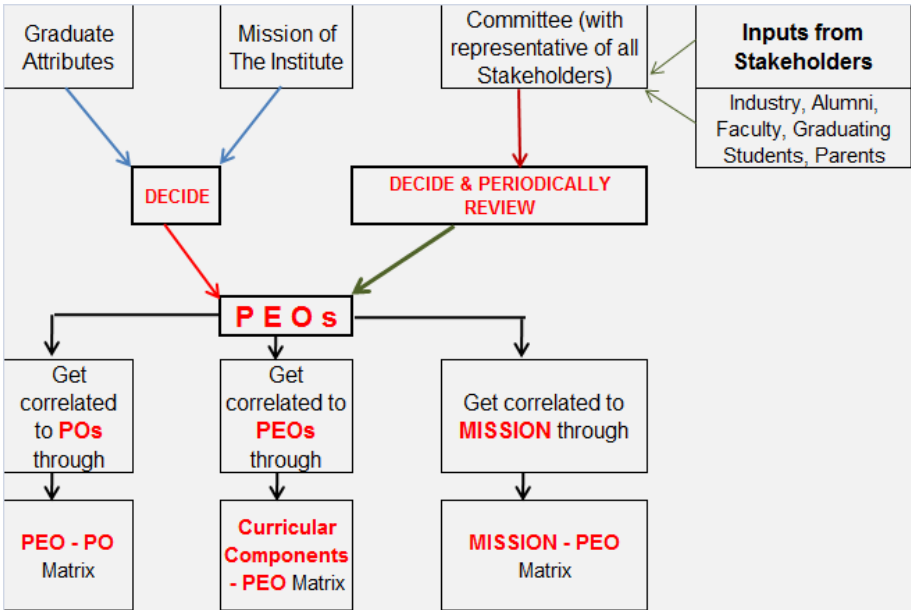 Graduate
Attributes
Mission of
The Institute
Committee (with
representative of all
Stakeholders)
Inputs from
Stakeholders
Industry, Alumni,
Faculty, Graduating
Students, Parents
DECIDE
DECIDE & PERIODICALLY
REVIEW
P E O s
Get
correlated
to POs
through
Get
correlated to
PEOs
through
Get correlated to
MISSION through
PEO - PO
Matrix
Curricular
Components
- PEO Matrix
MISSION - PEO
Matrix